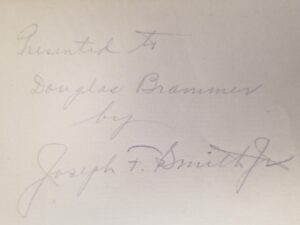 Presented to
Douglas Brammer
by
Joseph F. Smith Jr